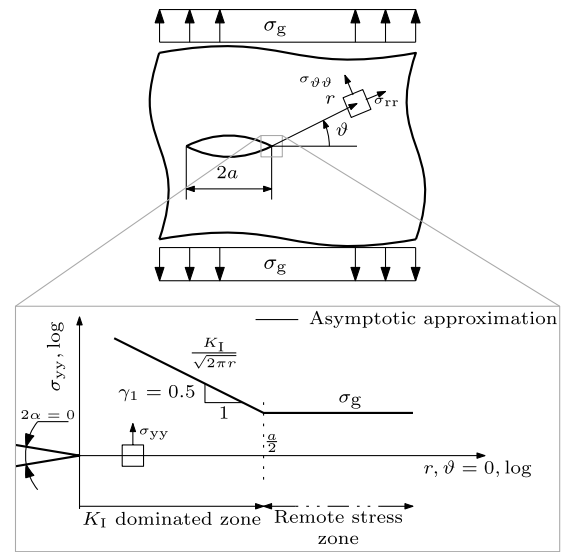 σg
σϑϑ
r
σrr
ϑ
2a
σg
Asymptotic approximation
σyy, log
KI/√2πr
γ1 = 0.5
1
σg
2α = 0
σyy
a/2
r, ϑ = 0, log
KI dominated zone
Remote stress
zone